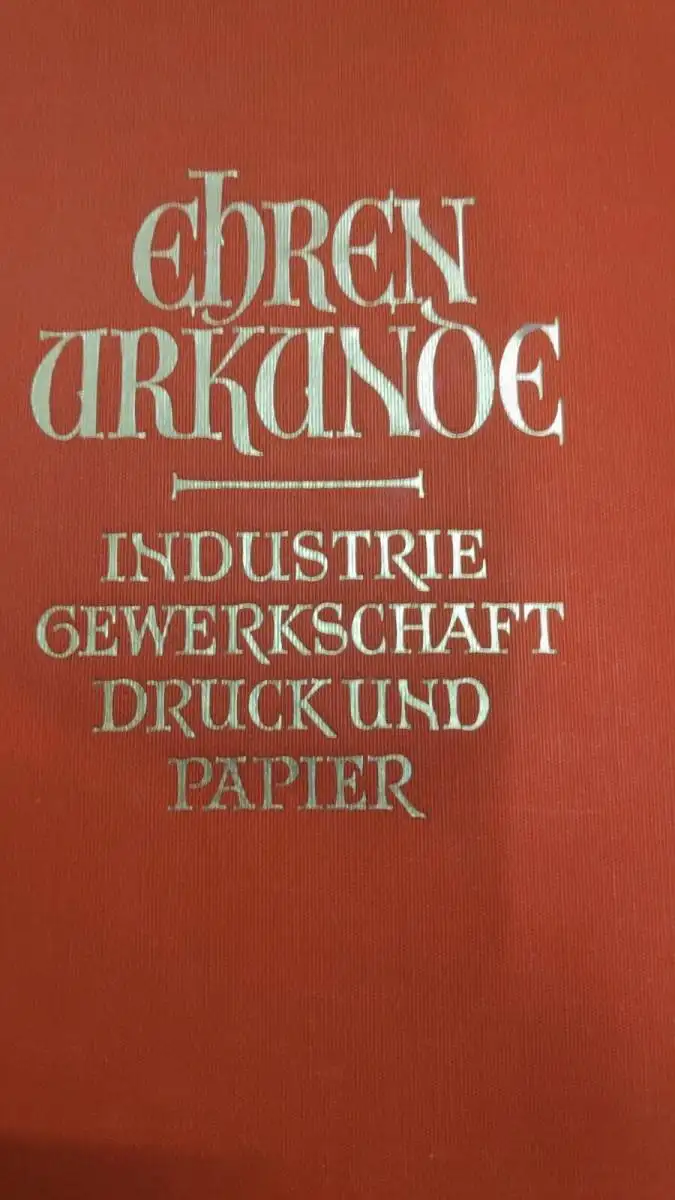 EhREN
URKUNDE
INDUSTRIE
GEWERKSCHAFT
DRUCK UND
PAPIER